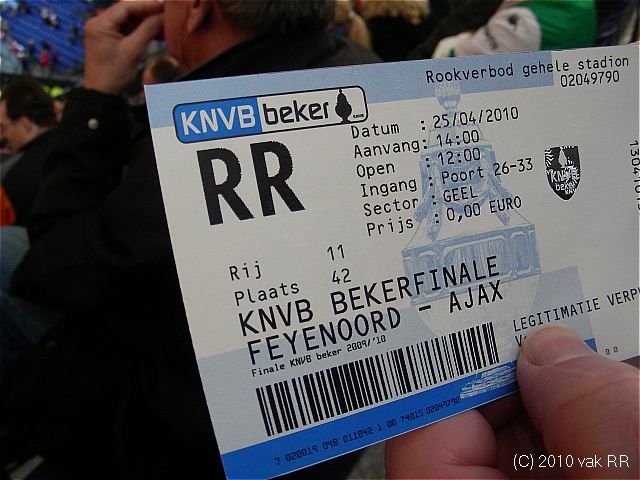 Rookverbod gehele stadion
02049790
KNVB beker
RR
Datum : 25/04/2010
Aanvang: 14:00
Open : 12:00
Ingang : Poort 26-33
Sector : GEEL
Prijs : 0,00 EURO
Rij 11
Plaats 42
KNVB BEKERFINALE
FEYENOORD - AJAX
Finale KNVB beker 2009/'10
LEGITIMATIE VERP
(C) 2010 vak RR